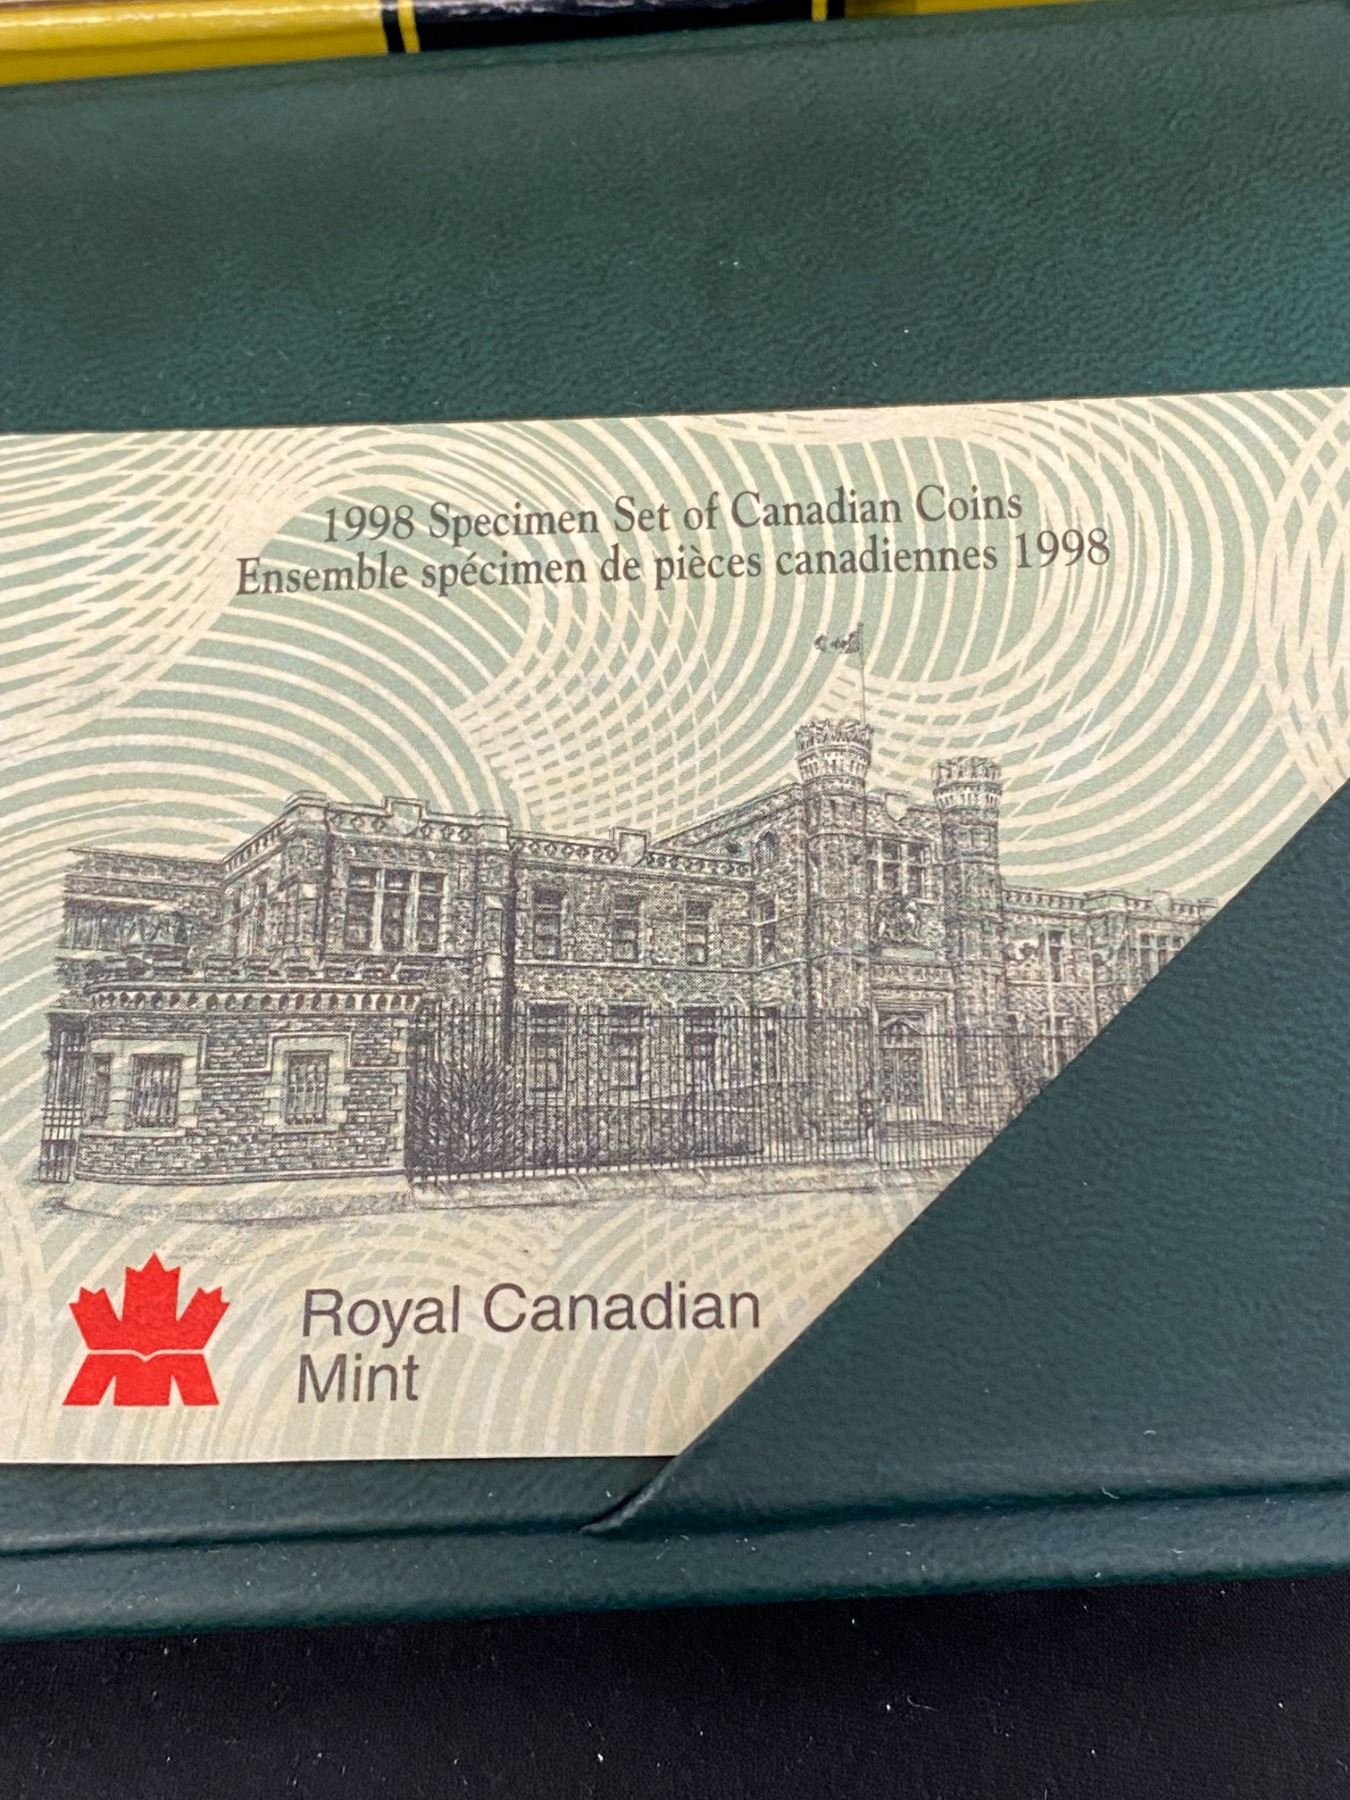 1998 Specimen Set of Canadian Coins
Ensemble spécimen de pièces canadiennes 1998
Royal Canadian
Mint